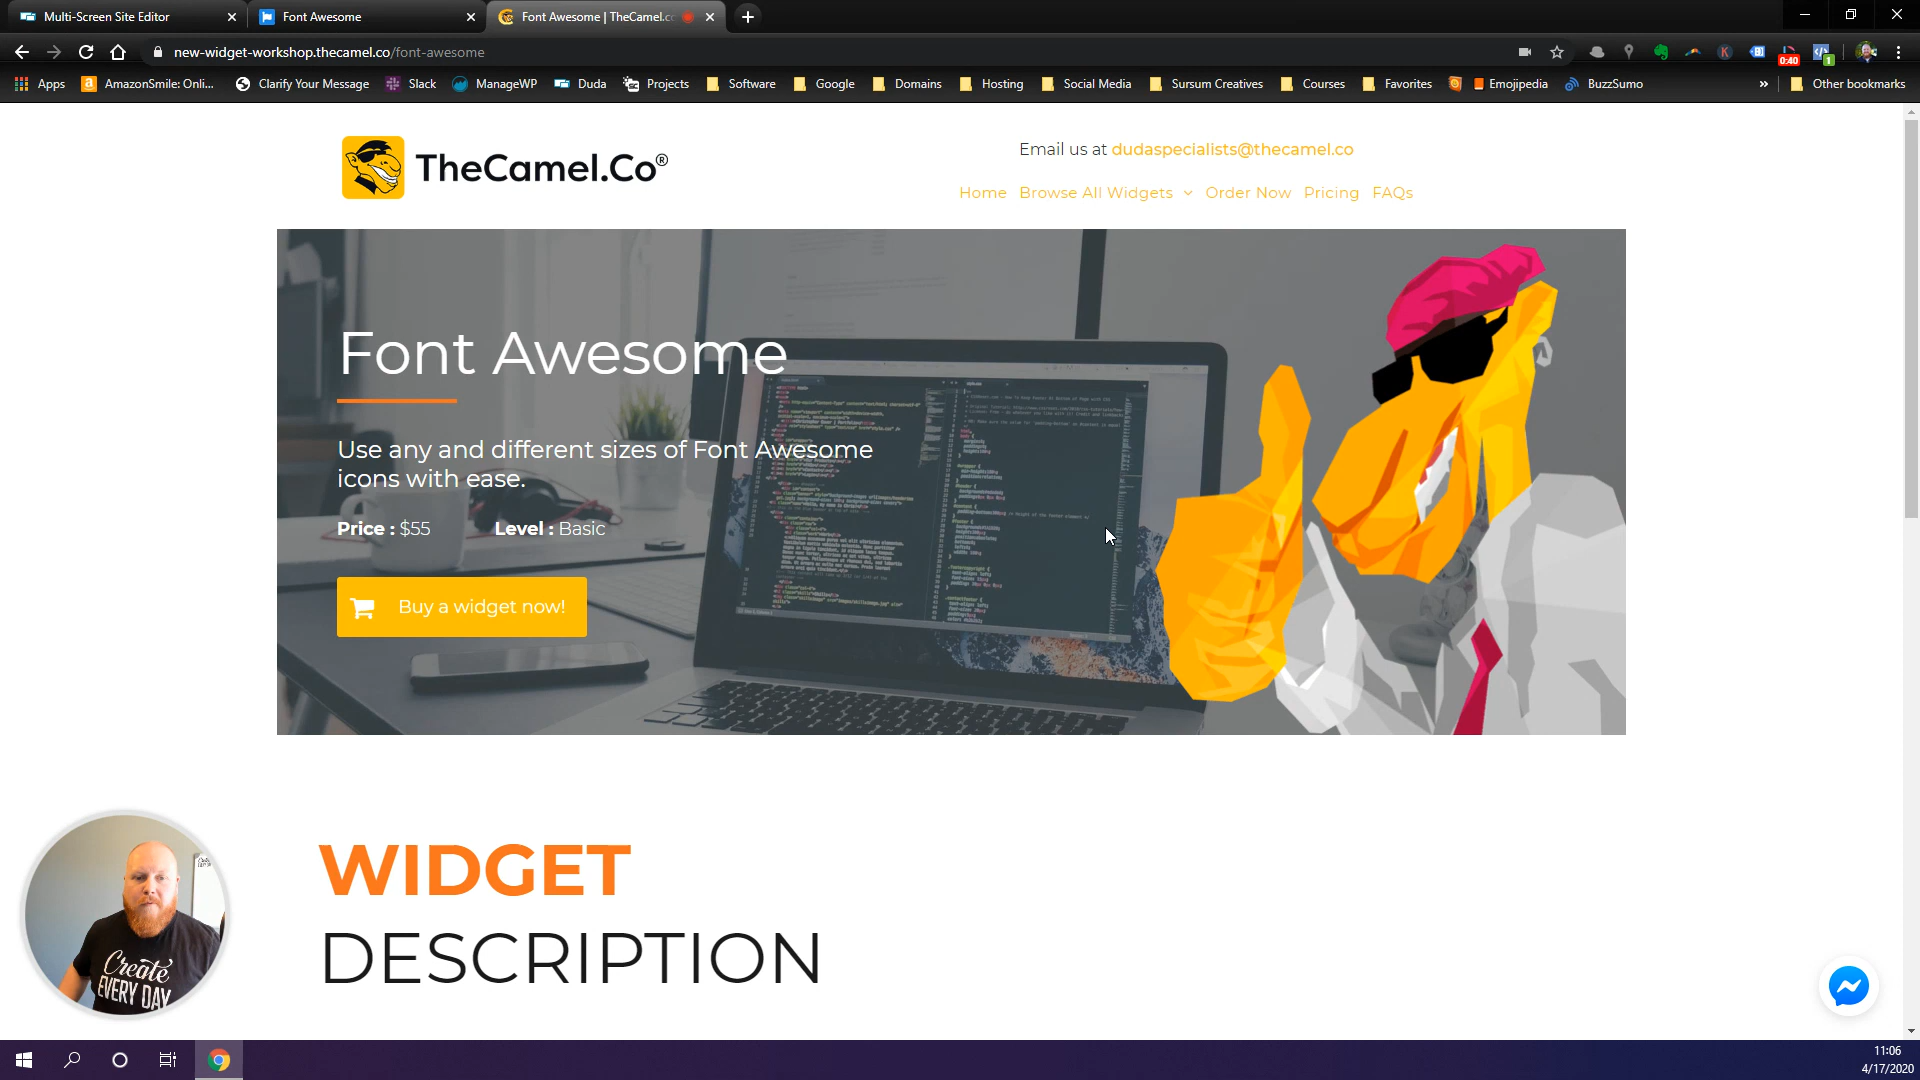 Multi-Screen Site Editor
Font Awesome
Font Awesome | TheCamel.co
new-widget-workshop.thecamel.co/font-awesome
0:40
1
Apps
AmazonSmile: Onli...
Clarify Your Message
Slack
ManageWP
Duda
Projects
Software
Google
Domains
Hosting
Social Media
Sursum Creatives
Courses
Favorites
Emojipedia
BuzzSumo
»
Other bookmarks
TheCamel.Co®
Email us at dudaspecialists@thecamel.co
Home Browse All Widgets Order Now Pricing FAQs
Font Awesome
Use any and different sizes of Font Awesome
icons with ease.
Price : $55 Level : Basic
Buy a widget now!
WIDGET
DESCRIPTION
Create
EVERY DAY
11:06
4/17/2020